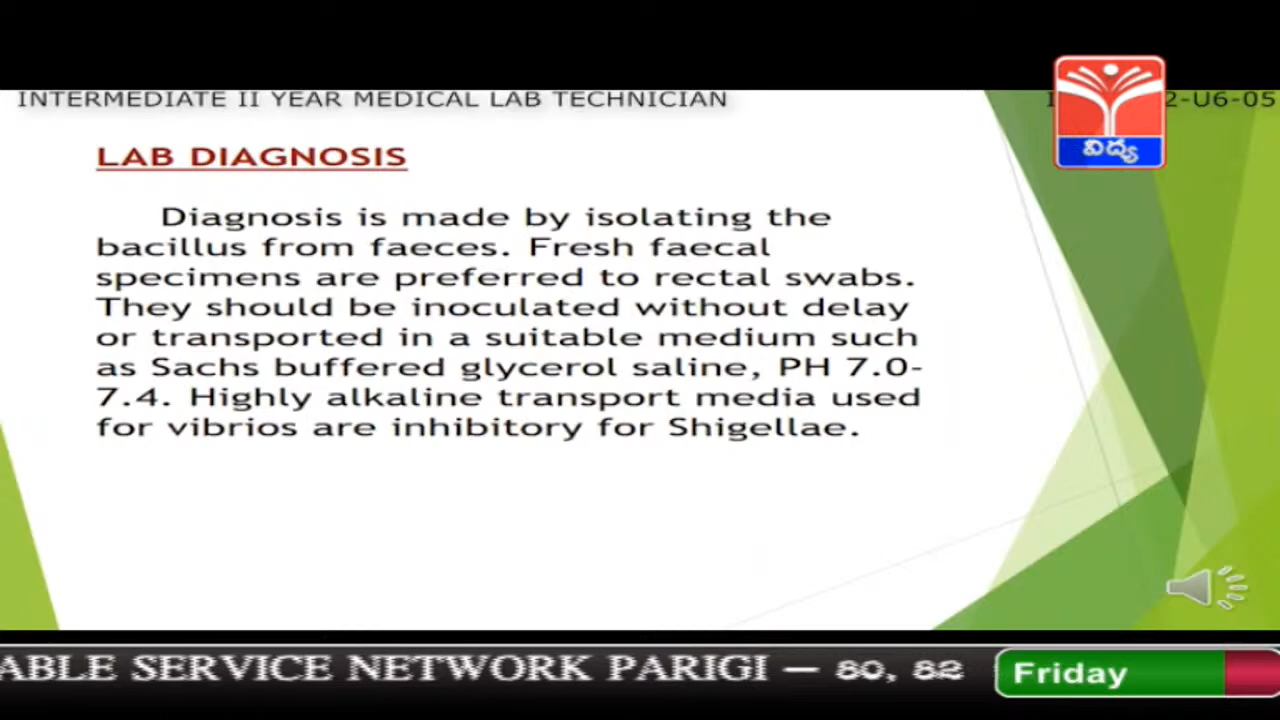 INTERMEDIATE II YEAR MEDICAL LAB TECHNICIAN
2-U6-05
విద్య
LAB DIAGNOSIS
Diagnosis is made by isolating the
bacillus from faeces. Fresh faecal
specimens are preferred to rectal swabs.
They should be inoculated without delay
or transported in a suitable medium such
as Sachs buffered glycerol saline, PH 7.0-
7.4. Highly alkaline transport media used
for vibrios are inhibitory for Shigellae.
ABLE SERVICE NETWORK PARIGI – 80, 82
Friday